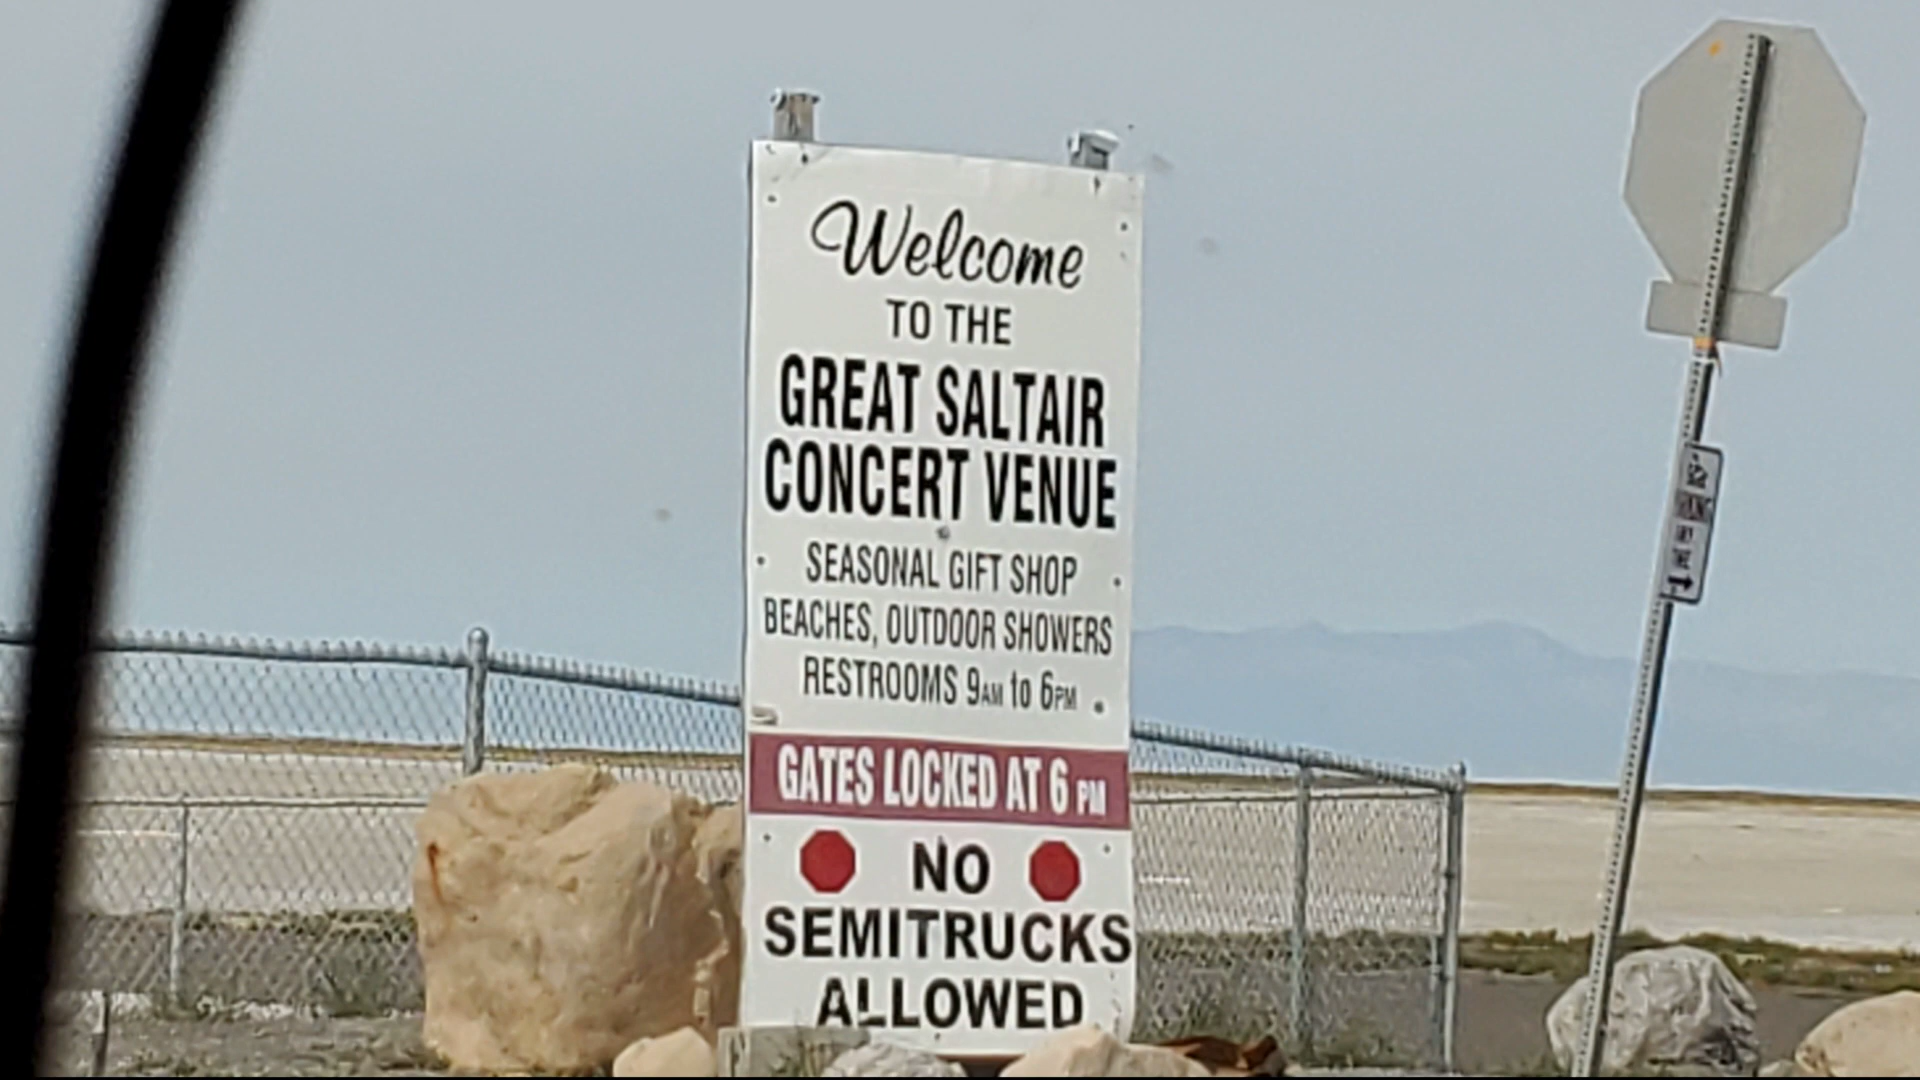 Welcome
TO THE
GREAT SALTAIR
CONCERT VENUE
SEASONAL GIFT SHOP
BEACHES, OUTDOOR SHOWERS
RESTROOMS 9AM to 6PM
GATES LOCKED AT 6 PM
NO
SEMITRUCKS
ALLOWED